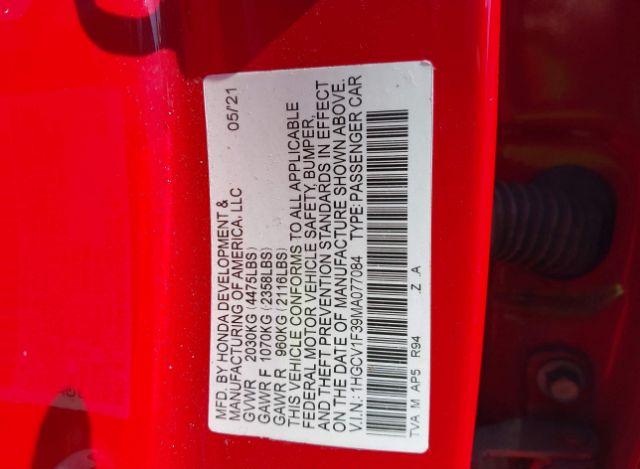 MFD. BY HONDA DEVELOPMENT &
MANUFACTURING OF AMERICA, LLC 05/'21
GVWR 2030KG (4475LBS)
GAWR F 1070KG (2358LBS)
GAWR R 960KG (2116LBS)
THIS VEHICLE CONFORMS TO ALL APPLICABLE
FEDERAL MOTOR VEHICLE SAFETY, BUMPER,
AND THEFT PREVENTION STANDARDS IN EFFECT
ON THE DATE OF MANUFACTURE SHOWN ABOVE.
V.I.N.: 1HGCV1F39MA077084 TYPE: PASSENGER CAR
TVA M AP5 R94 .Z .A